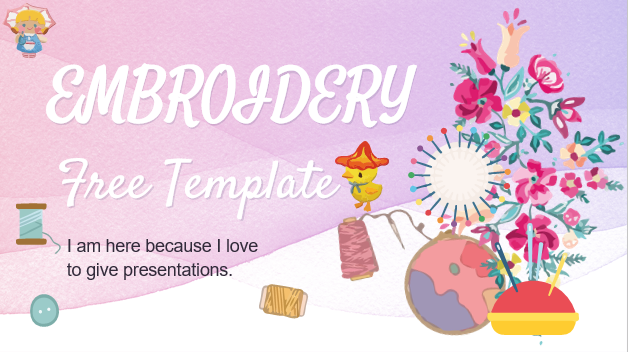 EMBROIDERY
Free Template
I am here because I love
to give presentations.